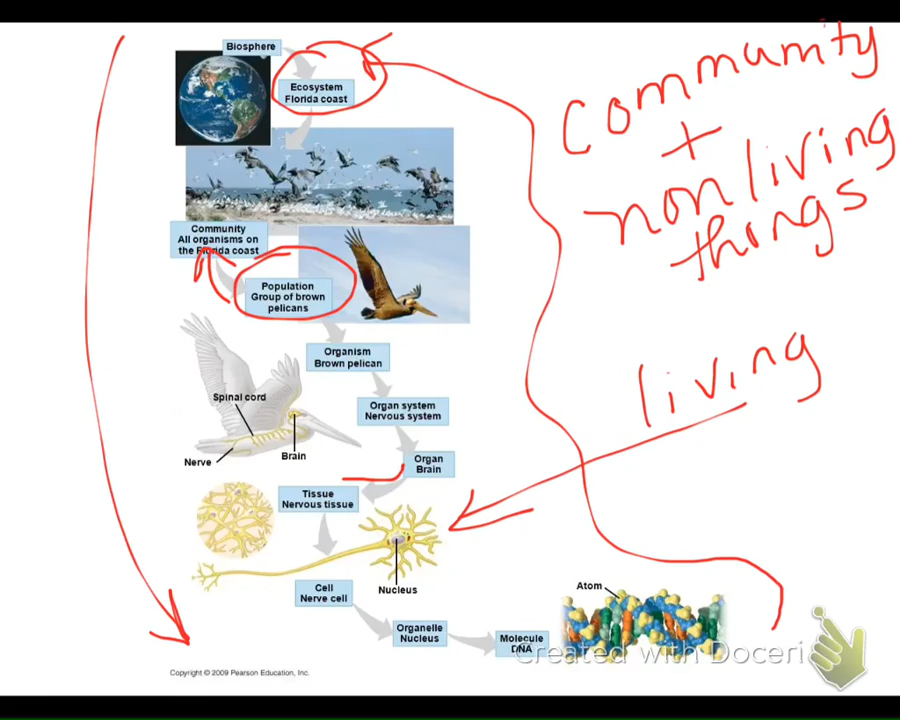 Biosphere
Ecosystem
Florida coast
Community
All organisms on
the Florida coast
Population
Group of brown
pelicans
Organism
Brown pelican
Spinal cord
Organ system
Nervous system
Nerve
Brain
Organ
Brain
Tissue
Nervous tissue
Nucleus
Cell
Nerve cell
Atom
Organelle
Nucleus
Molecule
DNA
Community
+
nonliving
things
living
Created with Doceri
Copyright © 2009 Pearson Education, Inc.